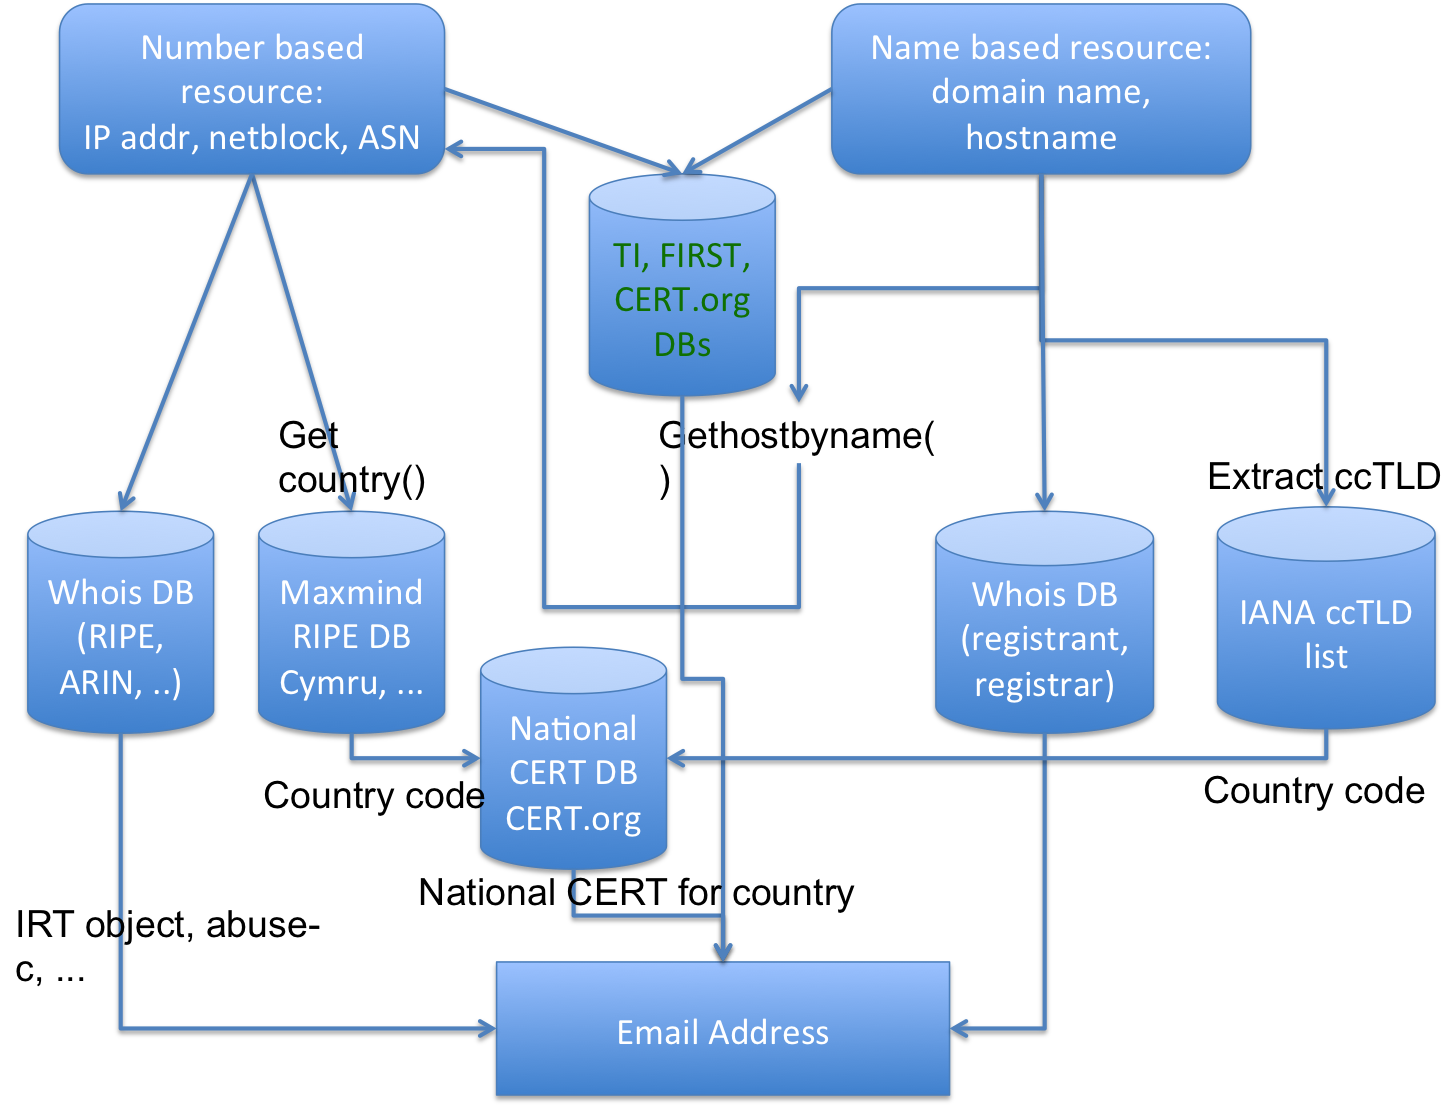 Number based
resource:
IP addr, netblock, ASN
Name based resource:
domain name,
hostname
TI, FIRST,
CERT.org
DBs
Get
country()
Gethostbyname(
)
Extract ccTLD
Whois DB
(RIPE,
ARIN, ..)
Maxmind
RIPE DB
Cymru, ...
Whois DB
(registrant,
registrar)
IANA ccTLD
list
National
CERT DB
CERT.org
Country code
Country code
National CERT for country
IRT object, abuse-
c, ...
Email Address